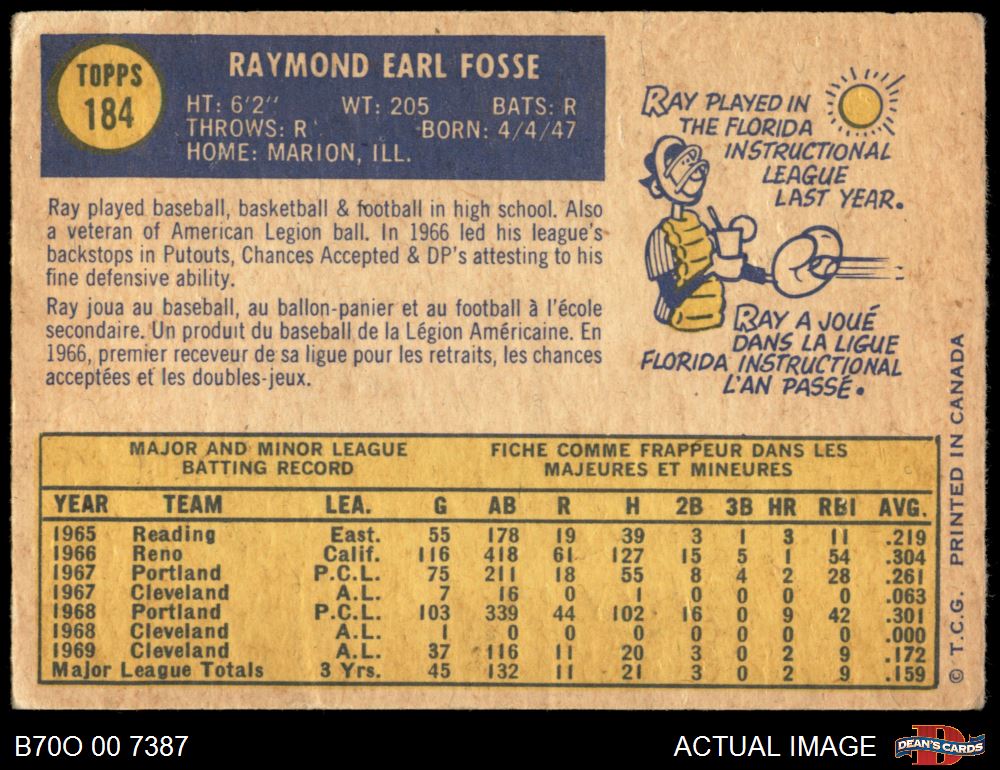 TOPPS
184
RAYMOND EARL FOSSE
HT: 6'2" WT: 205 BATS: R
THROWS: R BORN: 4/4/47
HOME: MARION, ILL.
Ray played baseball, basketball & football in high school. Also
a veteran of American Legion ball. In 1966 led his league's
backstops in Putouts, Chances Accepted & DP's attesting to his
fine defensive ability.
Ray joua au baseball, au ballon-panier et au football à l'école
secondaire. Un produit du baseball de la Légion Américaine. En
1966, premier receveur de sa ligue pour les retraits, les chances
acceptées et les doubles-jeux.
RAY PLAYED IN
THE FLORIDA
INSTRUCTIONAL
LEAGUE
LAST YEAR.
RAY A JOUÉ
DANS LA LIGUE
FLORIDA INSTRUCTIONAL
L'AN PASSÉ.
MAJOR AND MINOR LEAGUE
BATTING RECORD
FICHE COMME FRAPPEUR DANS LES
MAJEURES ET MINEURES
YEAR TEAM LEA. G AB R H 2B 3B HR RBI AVG.
1965 Reading East. 55 178 19 39 3 1 3 11 .219
1966 Reno Calif. 116 418 61 127 15 5 1 54 .304
1967 Portland P.C.L. 75 211 18 55 8 4 2 28 .261
1967 Cleveland A.L. 7 16 0 1 0 0 0 0 .063
1968 Portland P.C.L. 103 339 44 102 16 0 9 42 .301
1968 Cleveland A.L. 1 0 0 0 0 0 0 0 .000
1969 Cleveland A.L. 37 116 11 20 3 0 2 9 .172
Major League Totals 3 Yrs. 45 132 11 21 3 0 2 9 .159
© T.C.G. PRINTED IN CANADA
B70O 00 7387
ACTUAL IMAGE
D
DEAN'S CARDS